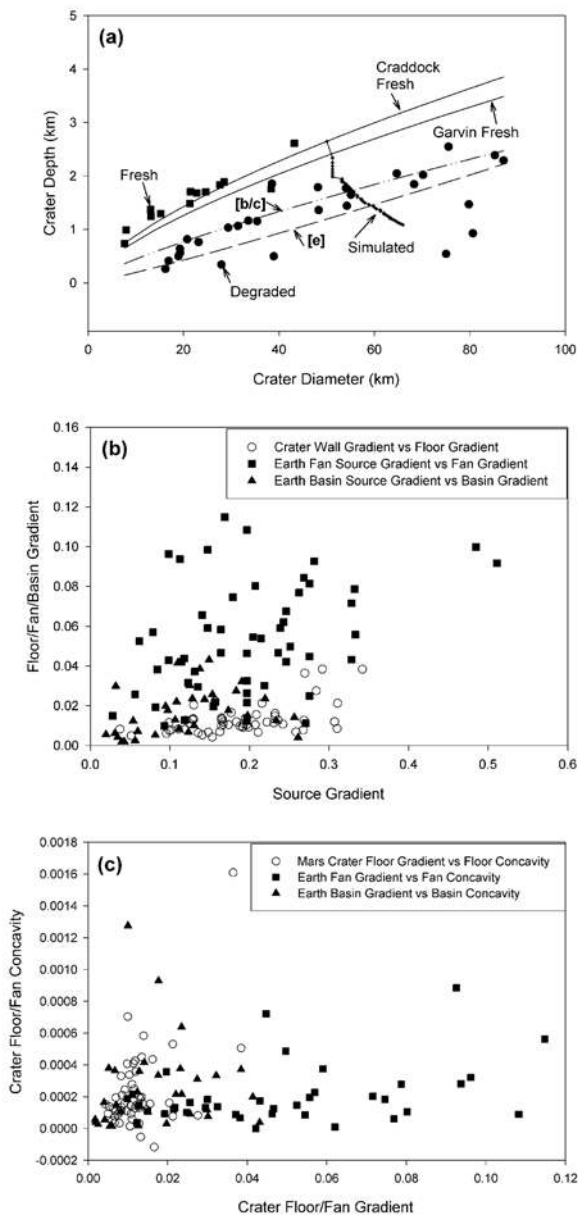 (a)
5
4
3
2
1
0
Crater Depth (km)
Craddock
Fresh
Garvin Fresh
Fresh
[b/c]
[e]
Simulated
Degraded
0 20 40 60 80 100
Crater Diameter (km)
(b)
0.16
0.14
0.12
0.10
0.08
0.06
0.04
0.02
0.00
Floor/Fan/Basin Gradient
Crater Wall Gradient vs Floor Gradient
Earth Fan Source Gradient vs Fan Gradient
Earth Basin Source Gradient vs Basin Gradient
0.0 0.1 0.2 0.3 0.4 0.5 0.6
Source Gradient
(c)
0.0018
0.0016
0.0014
0.0012
0.0010
0.0008
0.0006
0.0004
0.0002
0.0000
-0.0002
Crater Floor/Fan Concavity
Mars Crater Floor Gradient vs Floor Concavity
Earth Fan Gradient vs Fan Concavity
Earth Basin Gradient vs Basin Concavity
0.00 0.02 0.04 0.06 0.08 0.10 0.12
Crater Floor/Fan Gradient